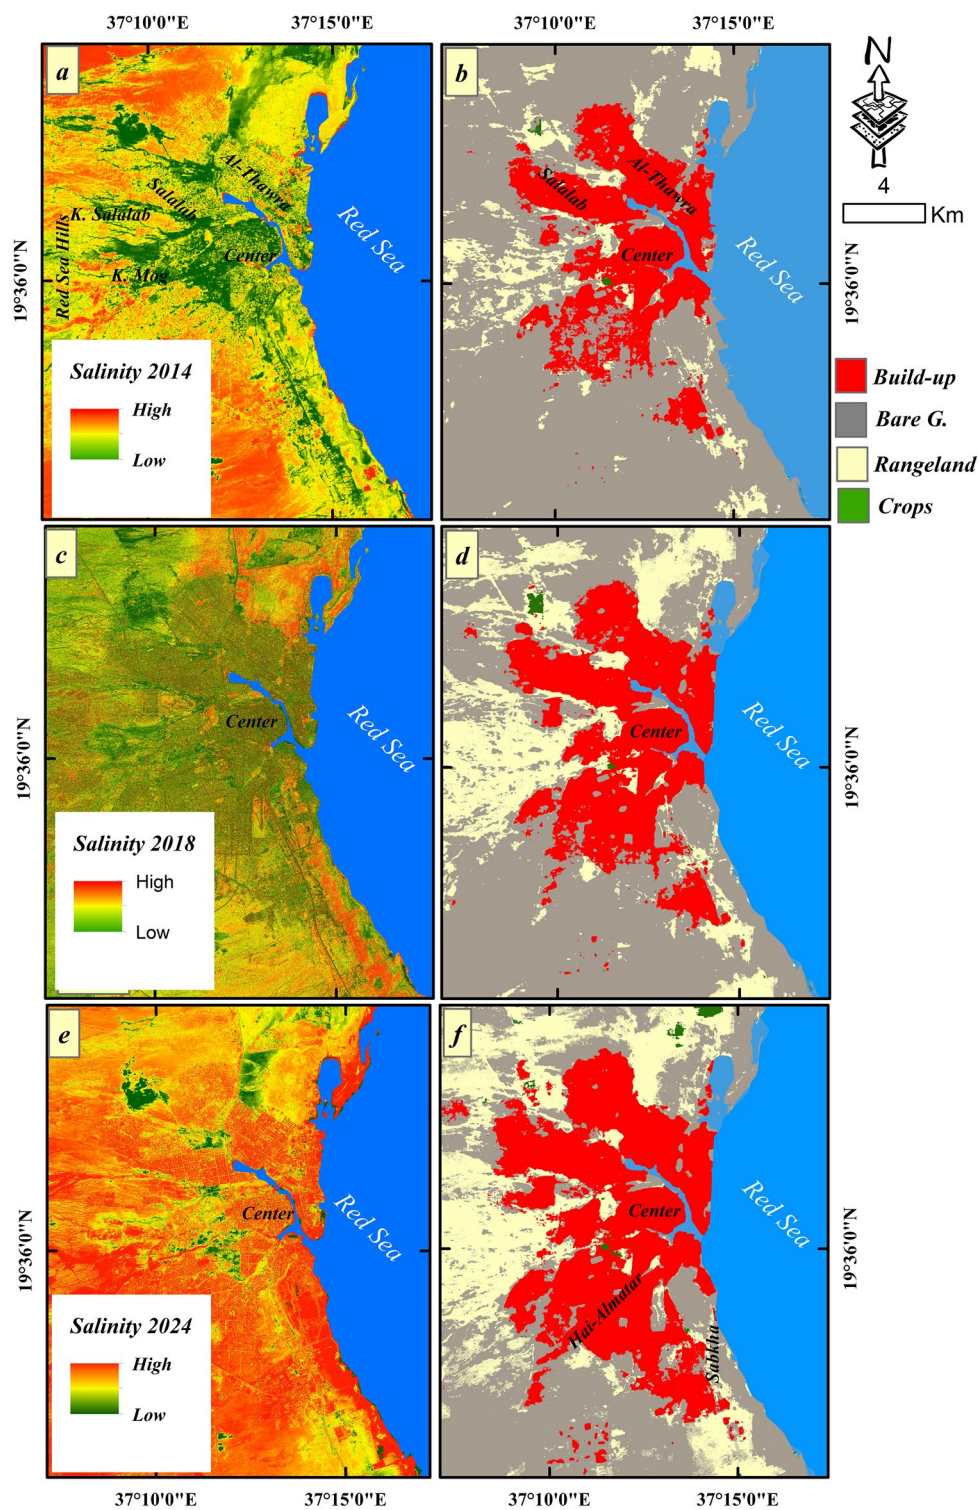 37°10'0"E
37°15'0"E
37°10'0"E
37°15'0"E
a
b
N
Al-Thawra
Salalab
K. Salalab
Red Sea Hills
K. Mog
Center
Red Sea
Salalab
Al-Thawra
Center
Red Sea
4
Km
19°36'0"N
19°36'0"N
Salinity 2014
High
Low
Build-up
Bare G.
Rangeland
Crops
c
d
Center
Red Sea
Center
Red Sea
19°36'0"N
19°36'0"N
Salinity 2018
High
Low
e
f
Center
Red Sea
Center
Red Sea
19°36'0"N
19°36'0"N
Hai-Almatar
Sabkha
Salinity 2024
High
Low
37°10'0"E
37°15'0"E
37°10'0"E
37°15'0"E